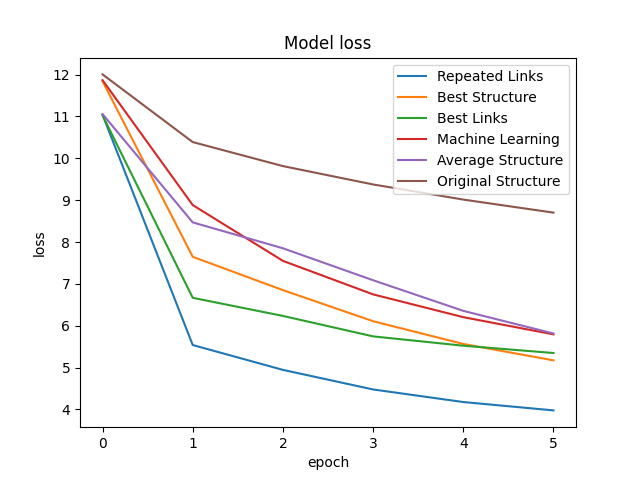 Model loss
12
11
10
9
8
7
6
5
4
loss
Repeated Links
Best Structure
Best Links
Machine Learning
Average Structure
Original Structure
0 1 2 3 4 5
epoch